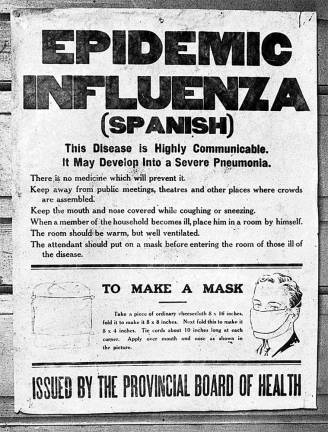 EPIDEMIC
INFLUENZA
(SPANISH)
This Disease is Highly Communicable.
It May Develop Into a Severe Pneumonia.
There is no medicine which will prevent it.
Keep away from public meetings, theatres and other places where crowds
are assembled.
Keep the mouth and nose covered while coughing or sneezing.
When a member of the household becomes ill, place him in a room by himself.
The room should be warm, but well ventilated.
The attendant should put on a mask before entering the room of those ill of
the disease.
TO MAKE A MASK
Take a piece of ordinary cheesecloth 8 x 16 inches,
fold it to make it 8 x 8 inches. Next fold this to make it
8 x 4 inches. Tie cords about 10 inches long at each
corner. Apply over mouth and nose as shown in
the picture.
ISSUED BY THE PROVINCIAL BOARD OF HEALTH